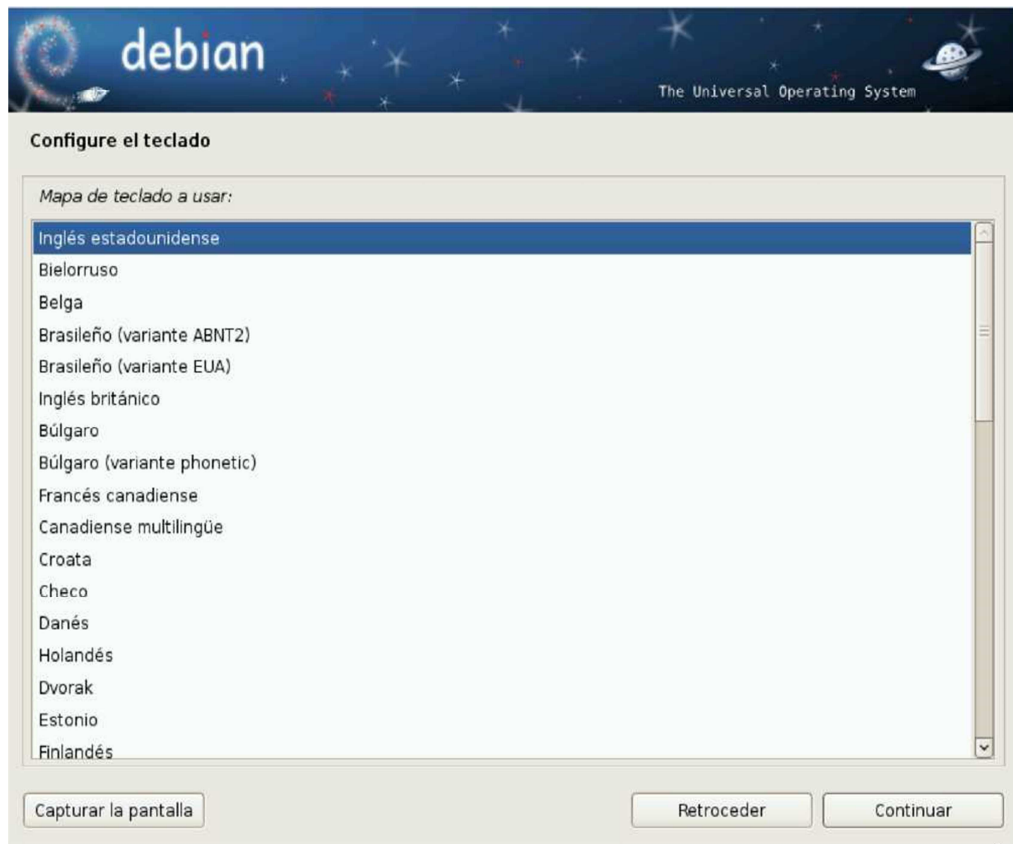 debian
The Universal Operating System
Configure el teclado
Mapa de teclado a usar:
Inglés estadounidense
Bielorruso
Belga
Brasileño (variante ABNT2)
Brasileño (variante EUA)
Inglés británico
Búlgaro
Búlgaro (variante phonetic)
Francés canadiense
Canadiense multilingüe
Croata
Checo
Danés
Holandés
Dvorak
Estonio
Finlandés
Capturar la pantalla
Retroceder
Continuar